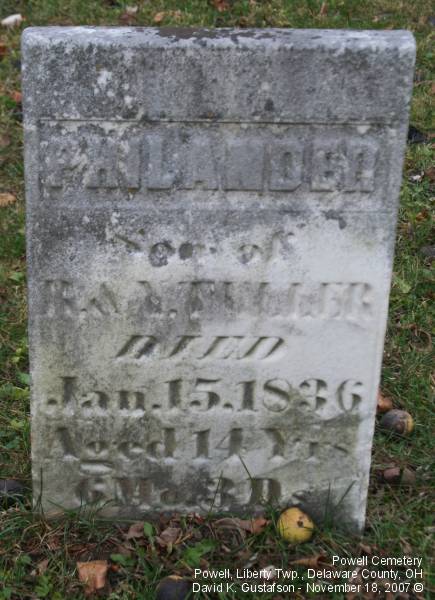 PHILANDER
Son of
FULLER
DIED
Jan. 15. 1836
Aged 14 Yrs
6 Mo. 3 Ds
Powell Cemetery
Powell, Liberty Twp., Delaware County, OH
David K. Gustafson - November 18, 2007 ©